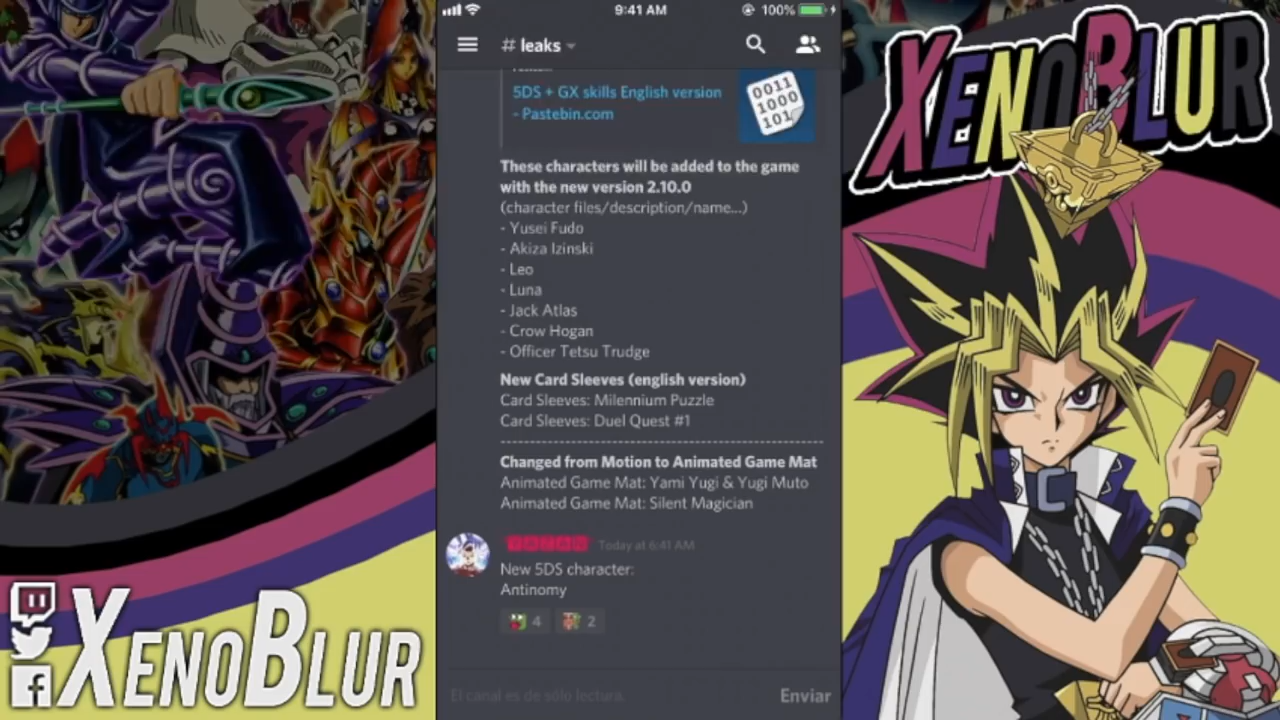 9:41 AM
100%
# leaks
5DS + GX skills English version
- Pastebin.com
0011
1000
101
These characters will be added to the game
with the new version 2.10.0
(character files/description/name...)
- Yusei Fudo
- Akiza Izinski
- Leo
- Luna
- Jack Atlas
- Crow Hogan
- Officer Tetsu Trudge
New Card Sleeves (english version)
Card Sleeves: Milennium Puzzle
Card Sleeves: Duel Quest #1
--------------------------------------------------------
Changed from Motion to Animated Game Mat
Animated Game Mat: Yami Yugi & Yugi Muto
Animated Game Mat: Silent Magician
Today at 6:41 AM
New 5DS character:
Antinomy
4
2
El canal es de sólo lectura.
Enviar
XENOBLUR
XENOBLUR